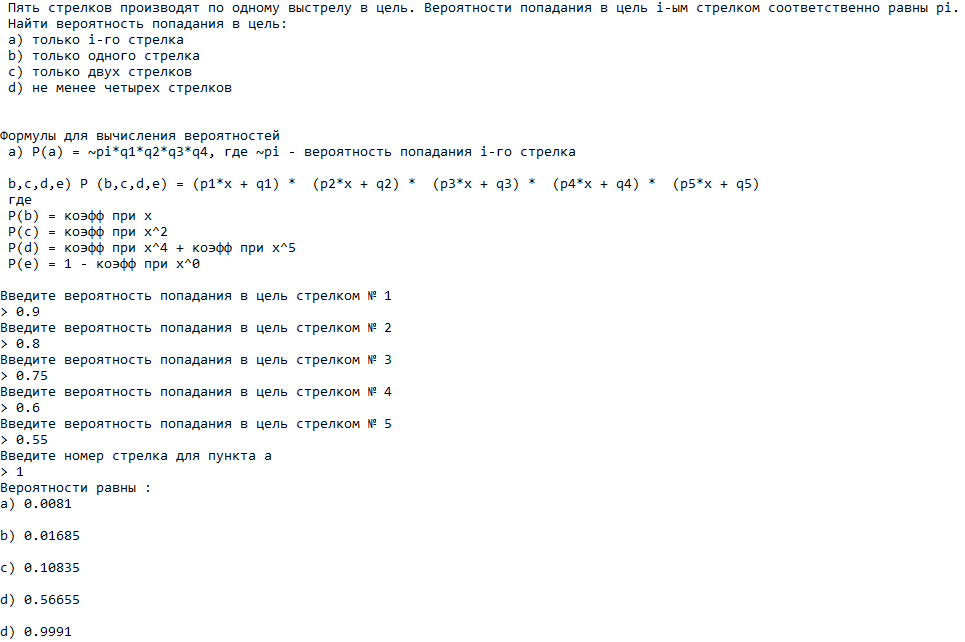 Пять стрелков производят по одному выстрелу в цель. Вероятности попадания в цель i-ым стрелком соответственно равны pi.
Найти вероятность попадания в цель:
a) только i-го стрелка
b) только одного стрелка
c) только двух стрелков
d) не менее четырех стрелков
Формулы для вычисления вероятностей
a) P(a) = ~pi*q1*q2*q3*q4, где ~pi - вероятность попадания i-го стрелка
b,c,d,e) P (b,c,d,e) = (p1*x + q1) *  (p2*x + q2) *  (p3*x + q3) *  (p4*x + q4) *  (p5*x + q5)
где
P(b) = коэфф при x
P(c) = коэфф при x^2
P(d) = коэфф при x^4 + коэфф при x^5
P(e) = 1 - коэфф при x^0
Введите вероятность попадания в цель стрелком № 1
> 0.9
Введите вероятность попадания в цель стрелком № 2
> 0.8
Введите вероятность попадания в цель стрелком № 3
> 0.75
Введите вероятность попадания в цель стрелком № 4
> 0.6
Введите вероятность попадания в цель стрелком № 5
> 0.55
Введите номер стрелка для пункта а
> 1
Вероятности равны :
a) 0.0081
b) 0.01685
c) 0.10835
d) 0.56655
d) 0.9991